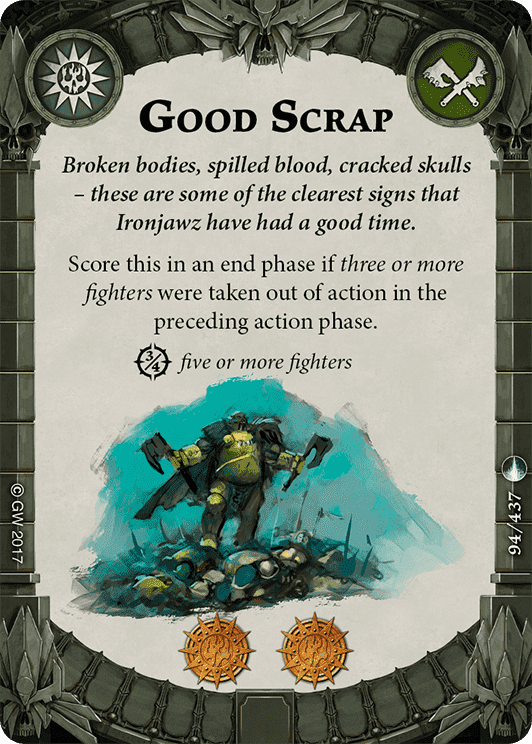 Good Scrap
Broken bodies, spilled blood, cracked skulls
– these are some of the clearest signs that
Ironjawz have had a good time.
Score this in an end phase if three or more
fighters were taken out of action in the
preceding action phase.
3/4 five or more fighters
© GW 2017
94/437